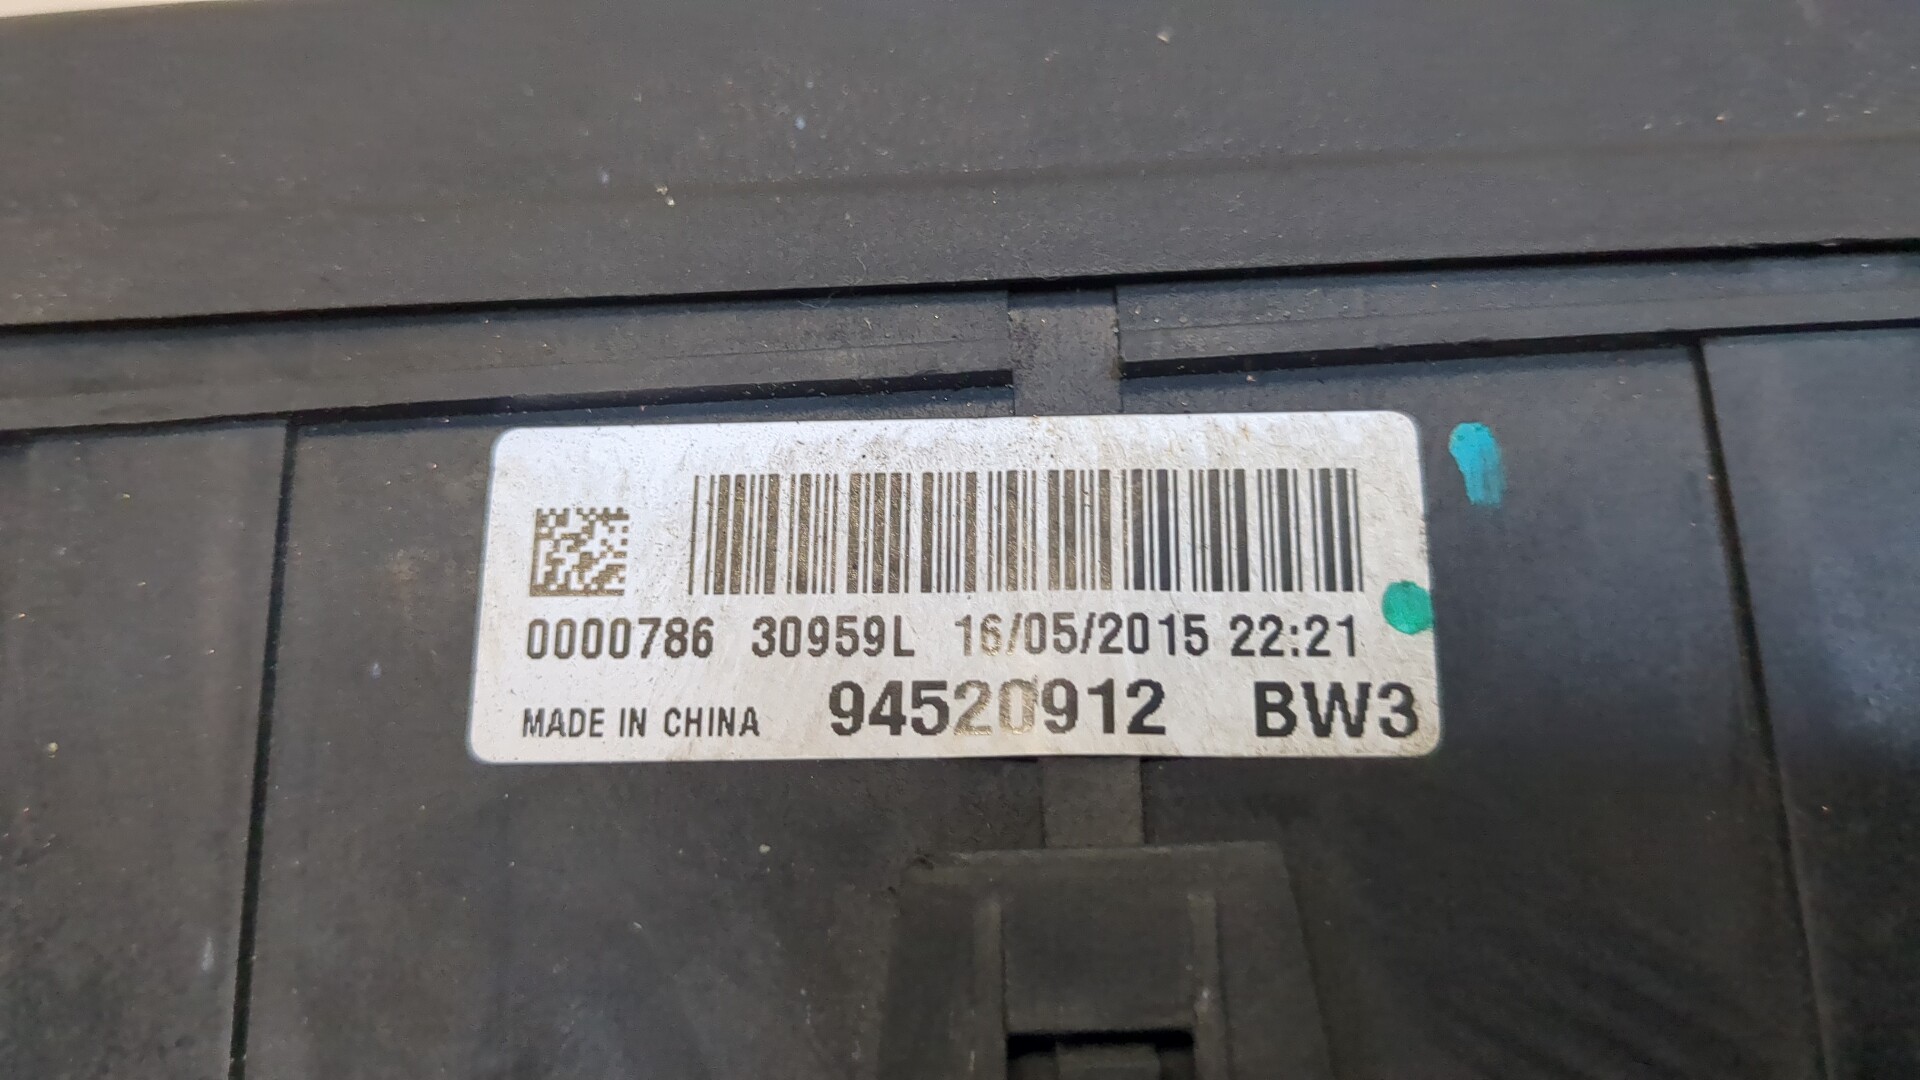 0000786 30959L 16/05/2015 22:21
MADE IN CHINA 94520912 BW3